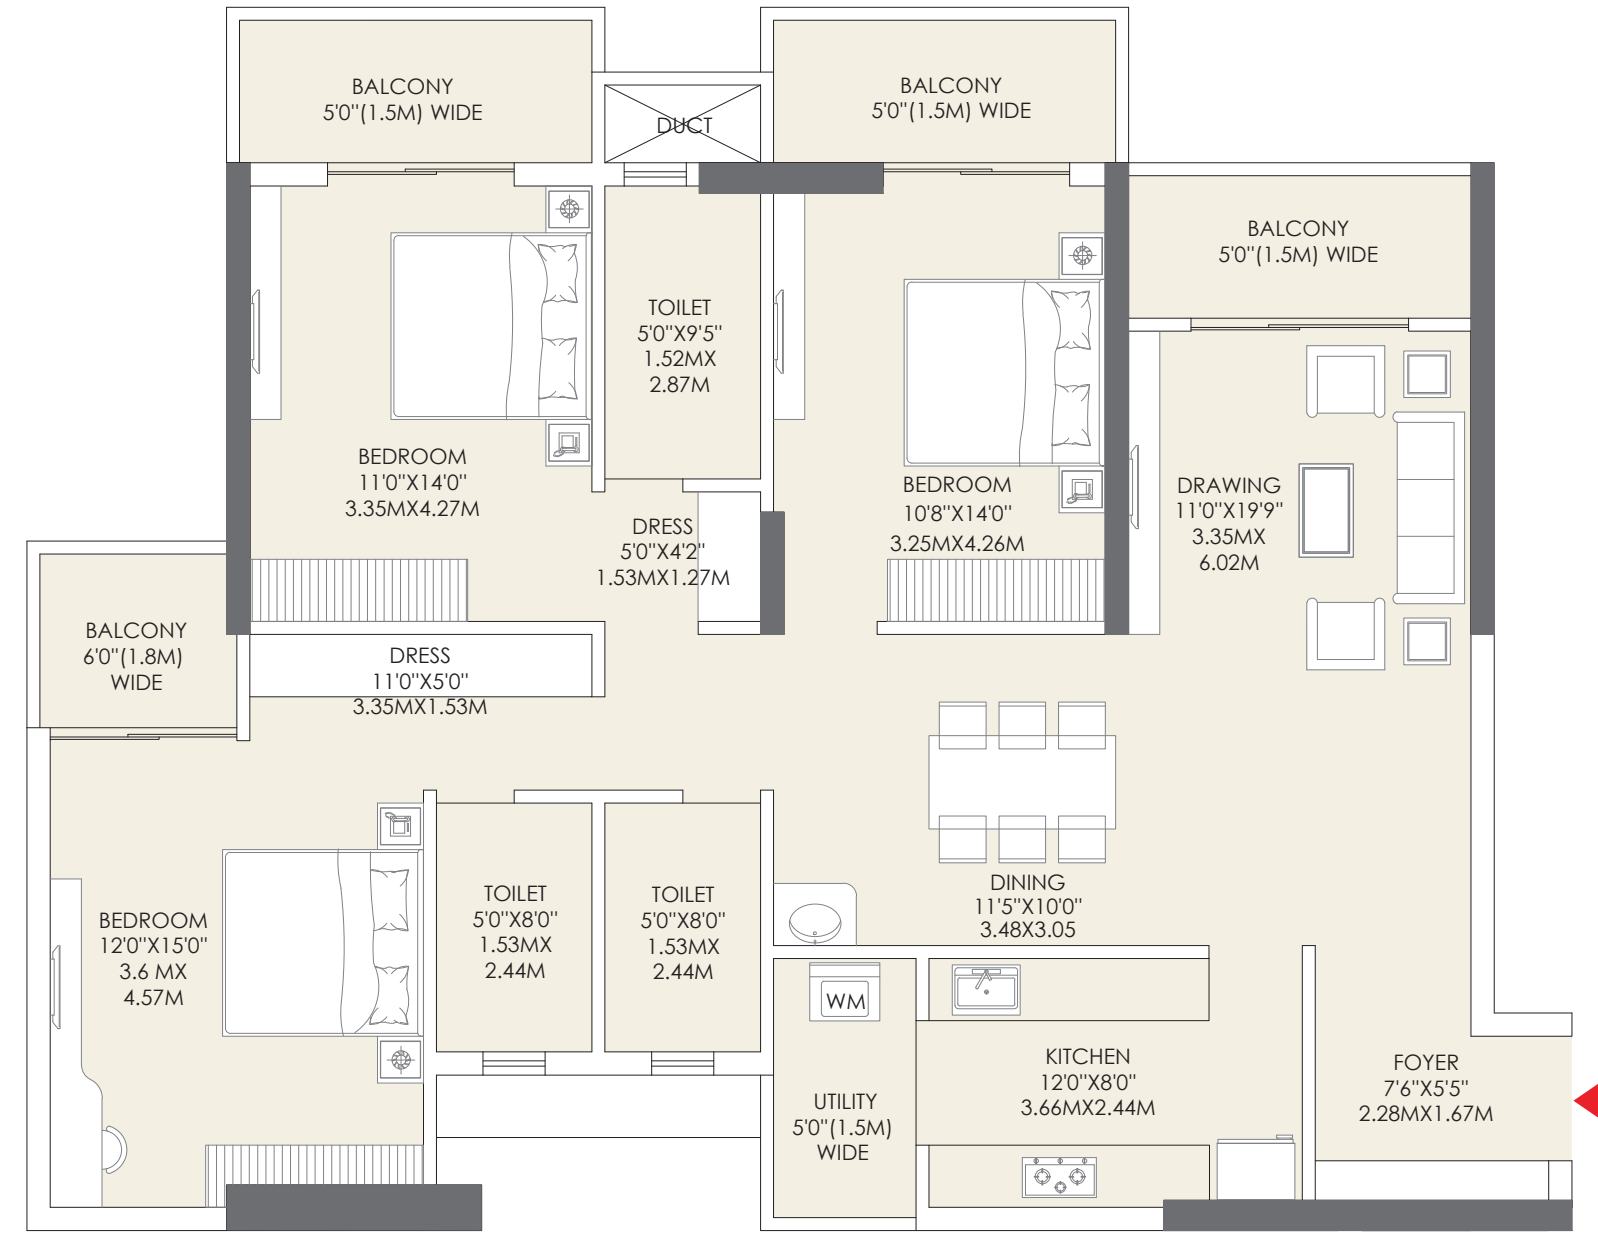 BALCONY
5'0"(1.5M) WIDE
DUCT
BALCONY
5'0"(1.5M) WIDE
BALCONY
5'0"(1.5M) WIDE
TOILET
5'0"X9'5"
1.52MX
2.87M
BEDROOM
11'0"X14'0"
3.35MX4.27M
DRESS
5'0"X4'2"
1.53MX1.27M
BEDROOM
10'8"X14'0"
3.25MX4.26M
DRAWING
11'0"X19'9"
3.35MX
6.02M
BALCONY
6'0"(1.8M)
WIDE
DRESS
11'0"X5'0"
3.35MX1.53M
BEDROOM
12'0"X15'0"
3.6 MX
4.57M
TOILET
5'0"X8'0"
1.53MX
2.44M
TOILET
5'0"X8'0"
1.53MX
2.44M
DINING
11'5"X10'0"
3.48X3.05
WM
UTILITY
5'0"(1.5M)
WIDE
KITCHEN
12'0"X8'0"
3.66MX2.44M
FOYER
7'6"X5'5"
2.28MX1.67M